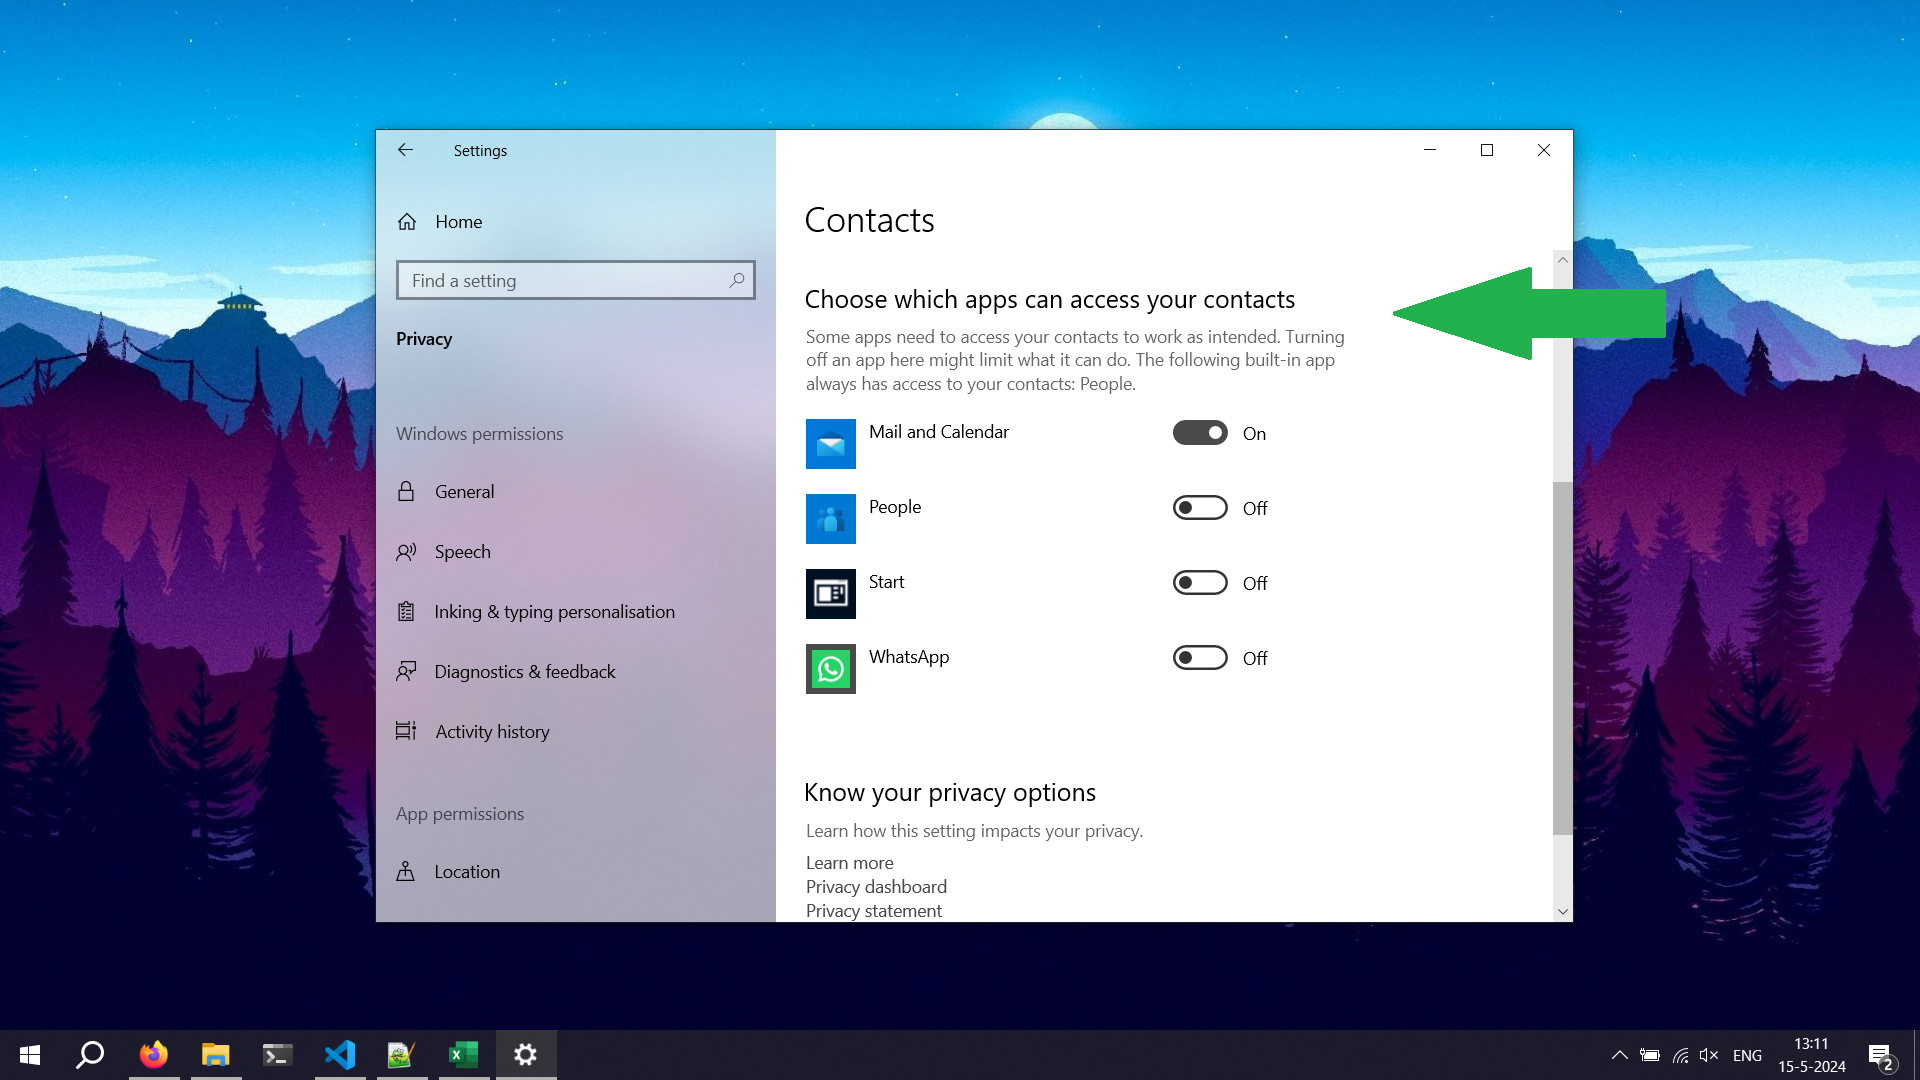 Settings
Home
Find a setting
Privacy
Windows permissions
General
Speech
Inking & typing personalisation
Diagnostics & feedback
Activity history
App permissions
Location
Contacts
Choose which apps can access your contacts
Some apps need to access your contacts to work as intended. Turning
off an app here might limit what it can do. The following built-in app
always has access to your contacts: People.
Mail and Calendar On
People Off
Start Off
WhatsApp Off
Know your privacy options
Learn how this setting impacts your privacy.
Learn more
Privacy dashboard
Privacy statement
ENG
13:11
15-5-2024
2